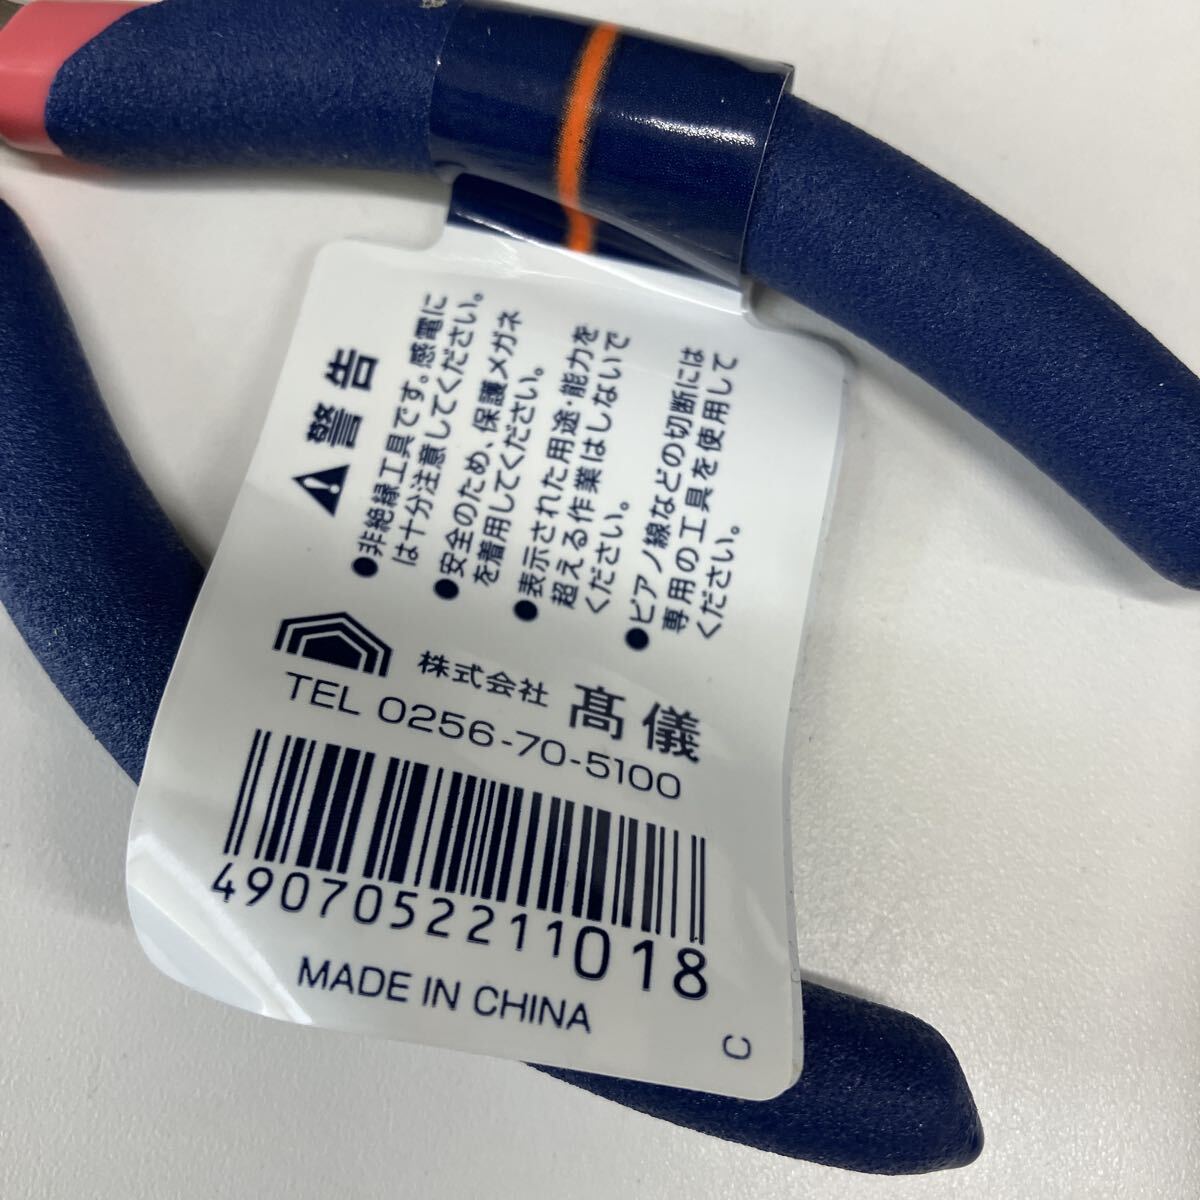 警告
●非絶縁工具です。感電に
は十分注意してください。
●安全のため、保護メガネ
を着用してください。
●表示された用途・能力を
超える作業はしないで
ください。
●ピアノ線などの切断には
専用の工具を使用して
ください。
株式会社 髙儀
TEL 0256-70-5100
4907052211018
MADE IN CHINA
C